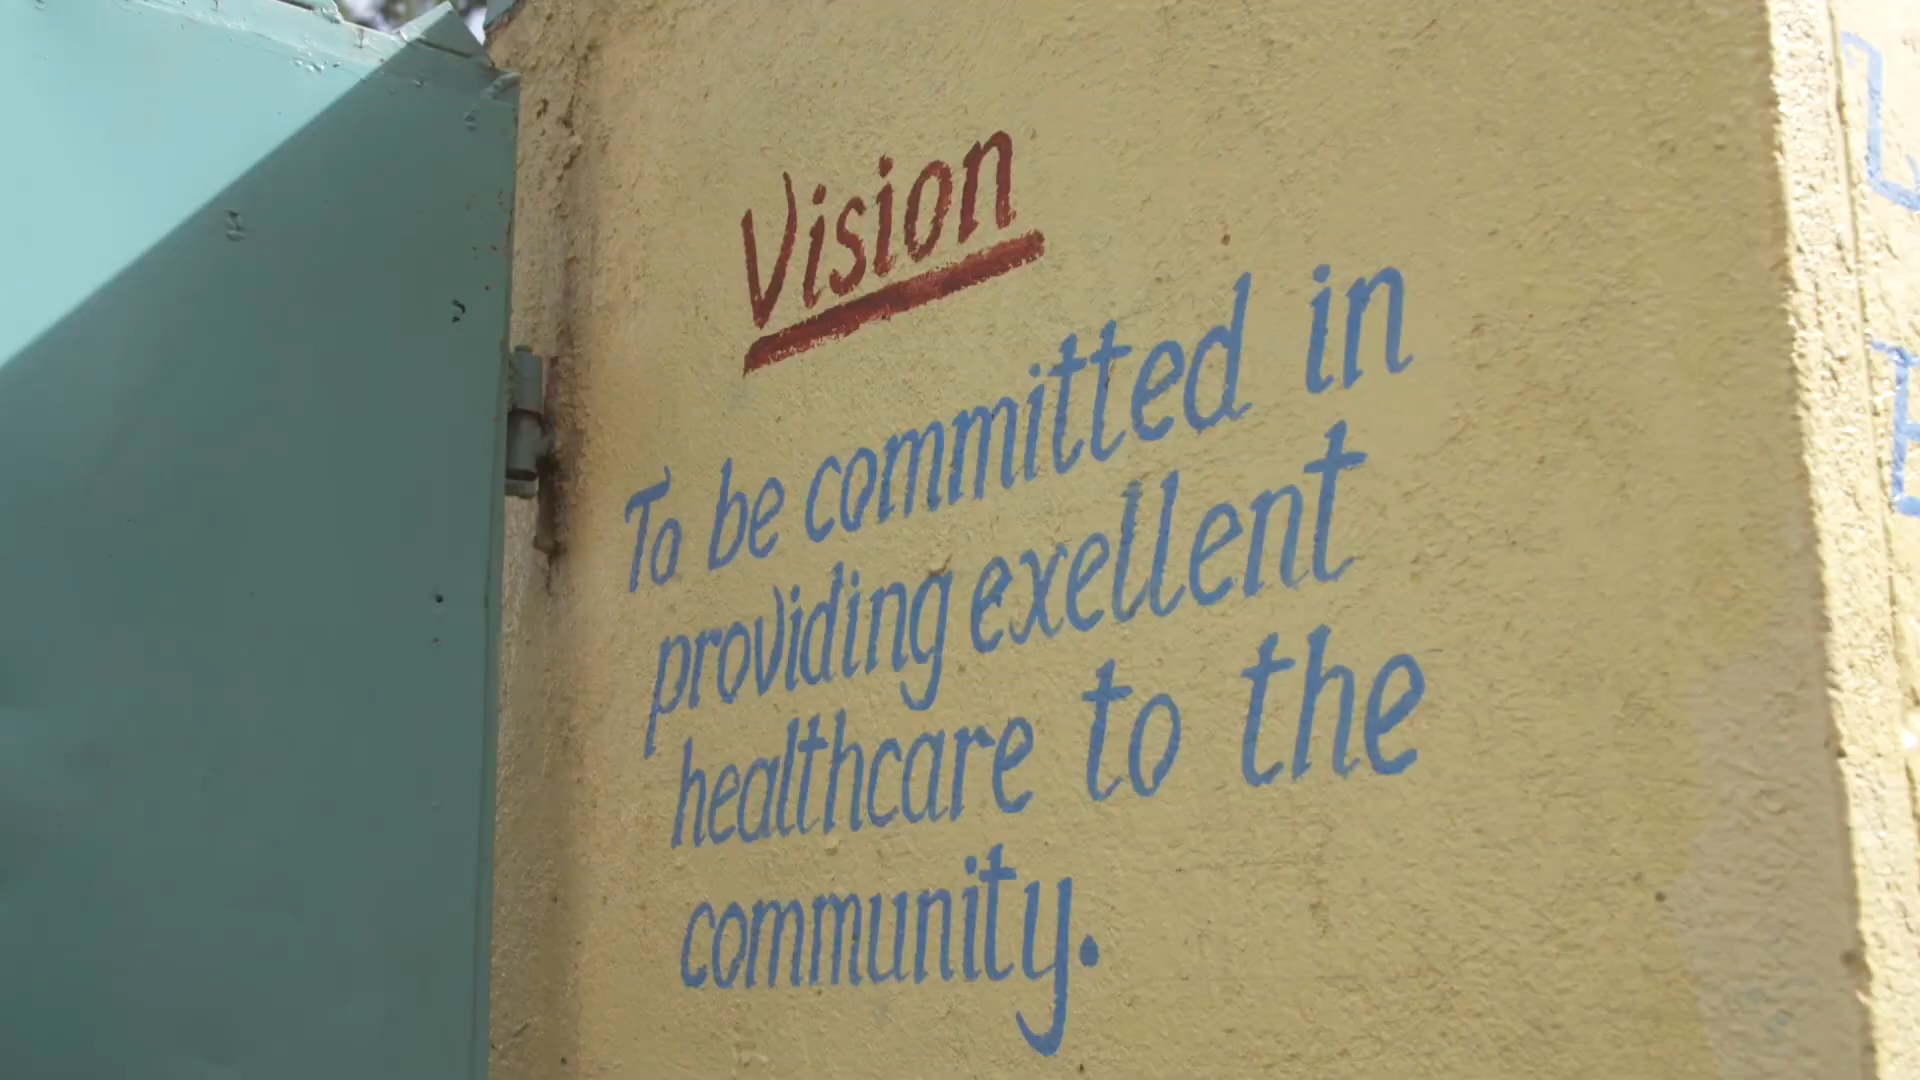 Vision
To be committed in
providing exellent
healthcare to the
community.